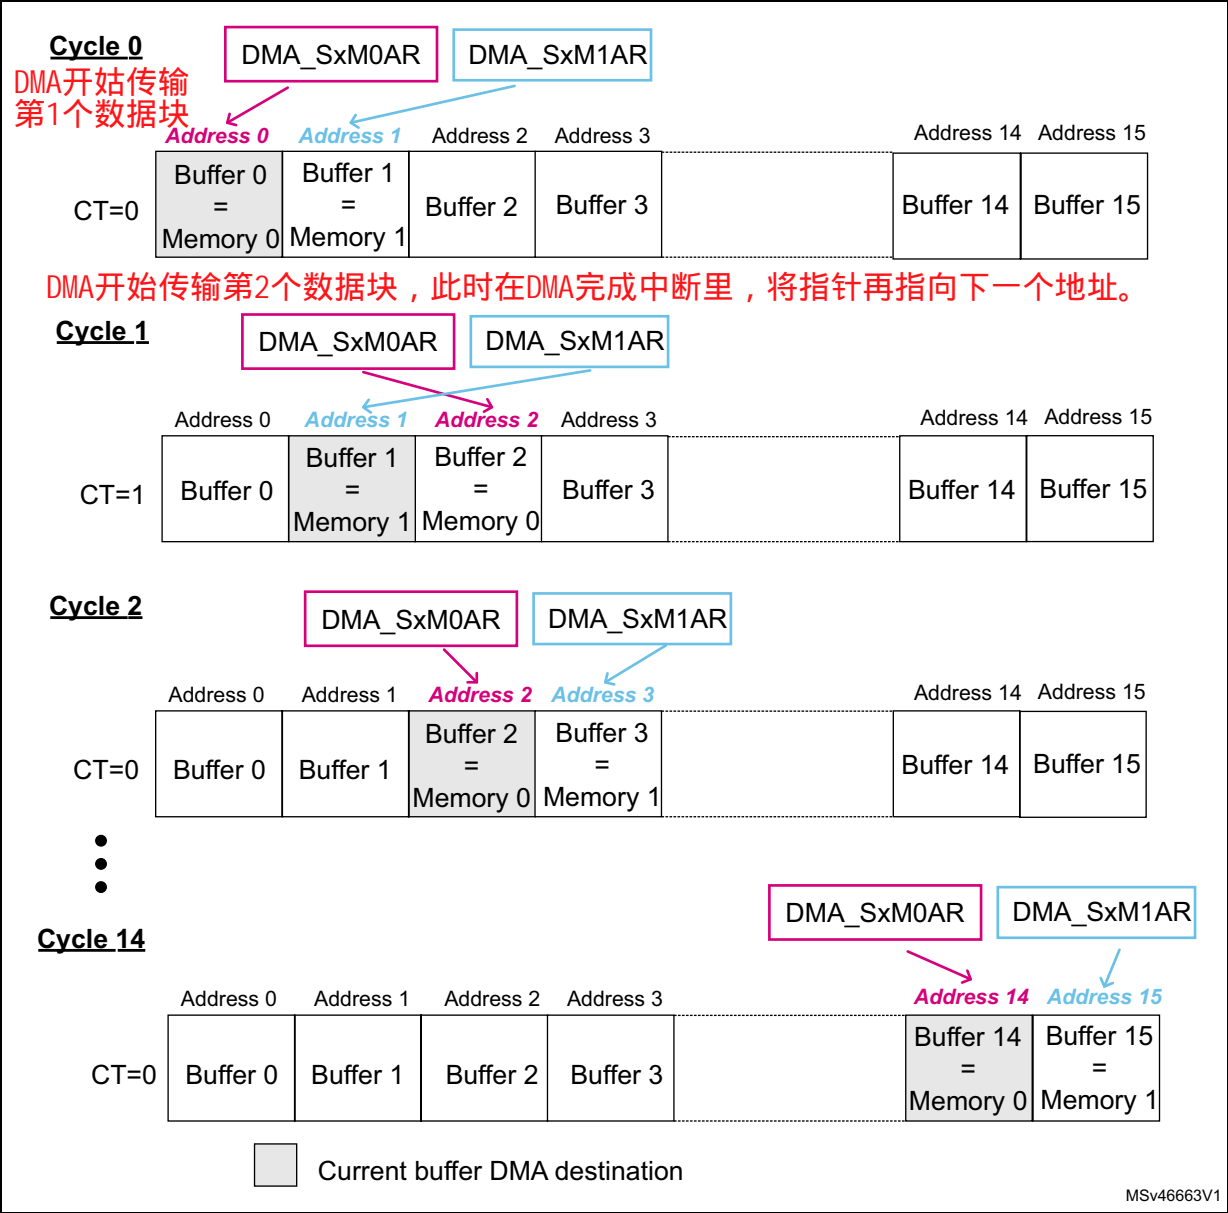 Cycle 0
DMA_SxM0AR
DMA_SxM1AR
DMA开始传输
第1个数据块
Address 0 Address 1 Address 2 Address 3 Address 14 Address 15
CT=0
Buffer 0
=
Memory 0
Buffer 1
=
Memory 1
Buffer 2
Buffer 3
Buffer 14
Buffer 15
DMA开始传输第2个数据块，此时在DMA完成中断里，将指针再指向下一个地址。
Cycle 1
DMA_SxM0AR
DMA_SxM1AR
Address 0 Address 1 Address 2 Address 3 Address 14 Address 15
CT=1
Buffer 0
Buffer 1
=
Memory 1
Buffer 2
=
Memory 0
Buffer 3
Buffer 14
Buffer 15
Cycle 2
DMA_SxM0AR
DMA_SxM1AR
Address 0 Address 1 Address 2 Address 3 Address 14 Address 15
CT=0
Buffer 0
Buffer 1
Buffer 2
=
Memory 0
Buffer 3
=
Memory 1
Buffer 14
Buffer 15
Cycle 14
DMA_SxM0AR
DMA_SxM1AR
Address 0 Address 1 Address 2 Address 3 Address 14 Address 15
CT=0
Buffer 0
Buffer 1
Buffer 2
Buffer 3
Buffer 14
=
Memory 0
Buffer 15
=
Memory 1
Current buffer DMA destination
MSv46663V1